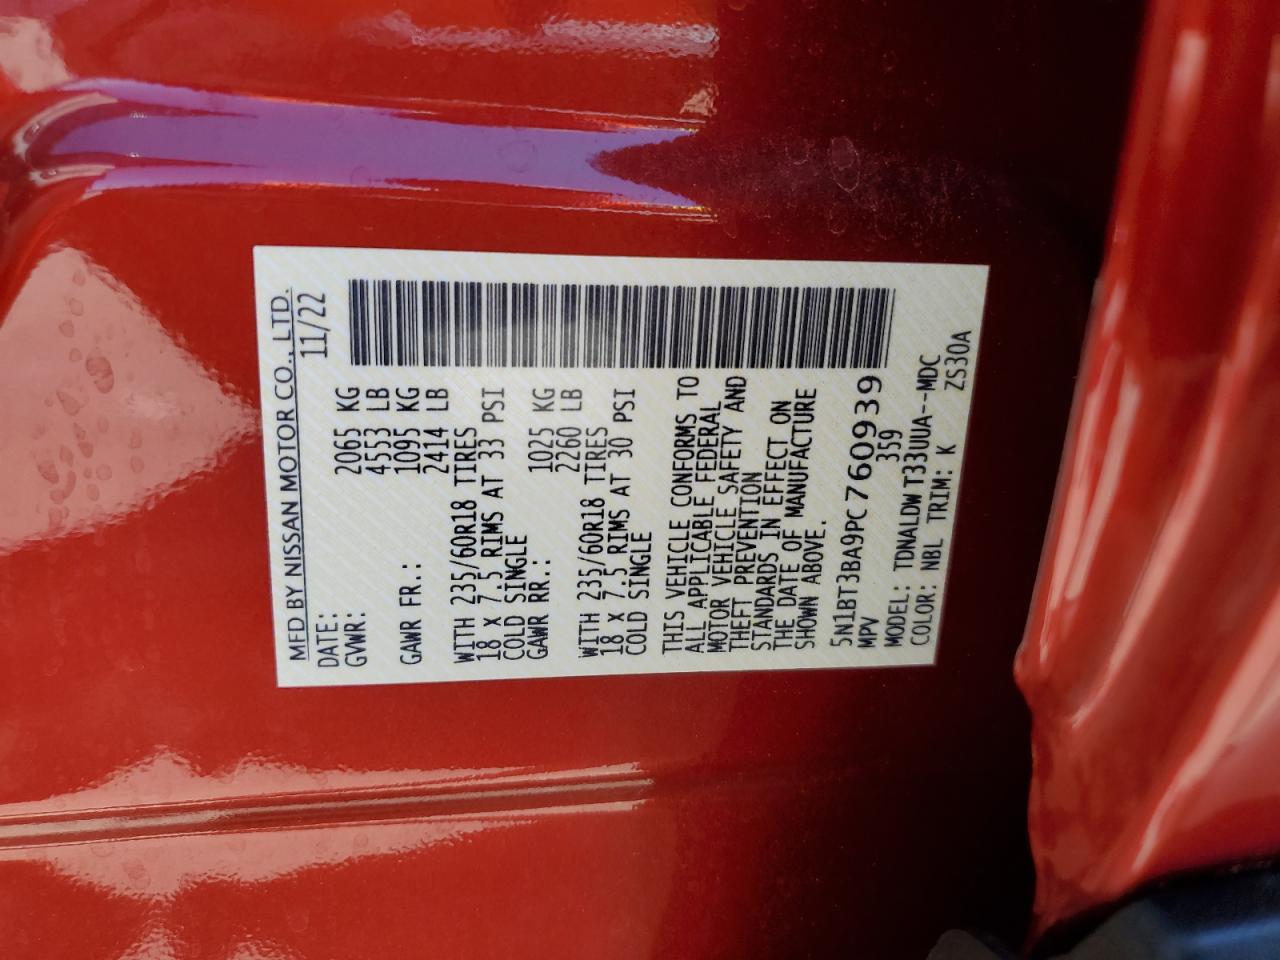 MFD BY NISSAN MOTOR CO., LTD.
DATE: 11/22
GVWR: 2065 KG
4553 LB
GAWR FR.: 1095 KG
2414 LB
WITH 235/60R18 TIRES
18 X 7.5 RIMS AT 33 PSI
COLD SINGLE
GAWR RR.: 1025 KG
2260 LB
WITH 235/60R18 TIRES
18 X 7.5 RIMS AT 30 PSI
COLD SINGLE
THIS VEHICLE CONFORMS TO
ALL APPLICABLE FEDERAL
MOTOR VEHICLE SAFETY AND
THEFT PREVENTION
STANDARDS IN EFFECT ON
THE DATE OF MANUFACTURE
SHOWN ABOVE.
5N1BT3BA9PC760939
MPV 359
MODEL: TDNALDWT33UUA--MDC
COLOR: NBL TRIM: K ZS30A